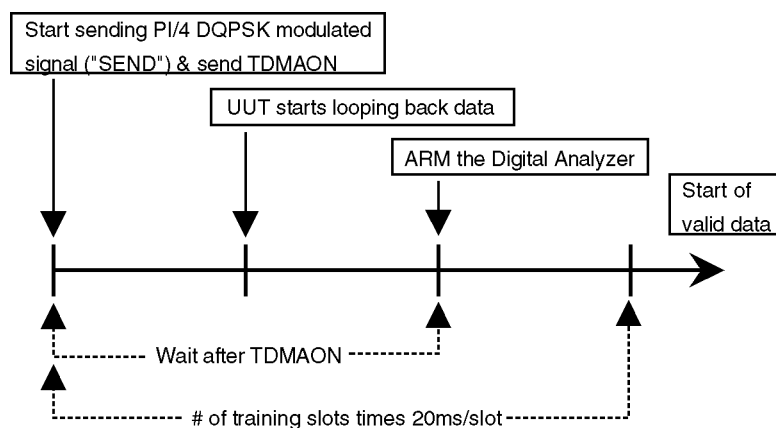 Start sending PI/4 DQPSK modulated
signal ("SEND") & send TDMAON
UUT starts looping back data
ARM the Digital Analyzer
Start of
valid data
Wait after TDMAON
# of training slots times 20ms/slot